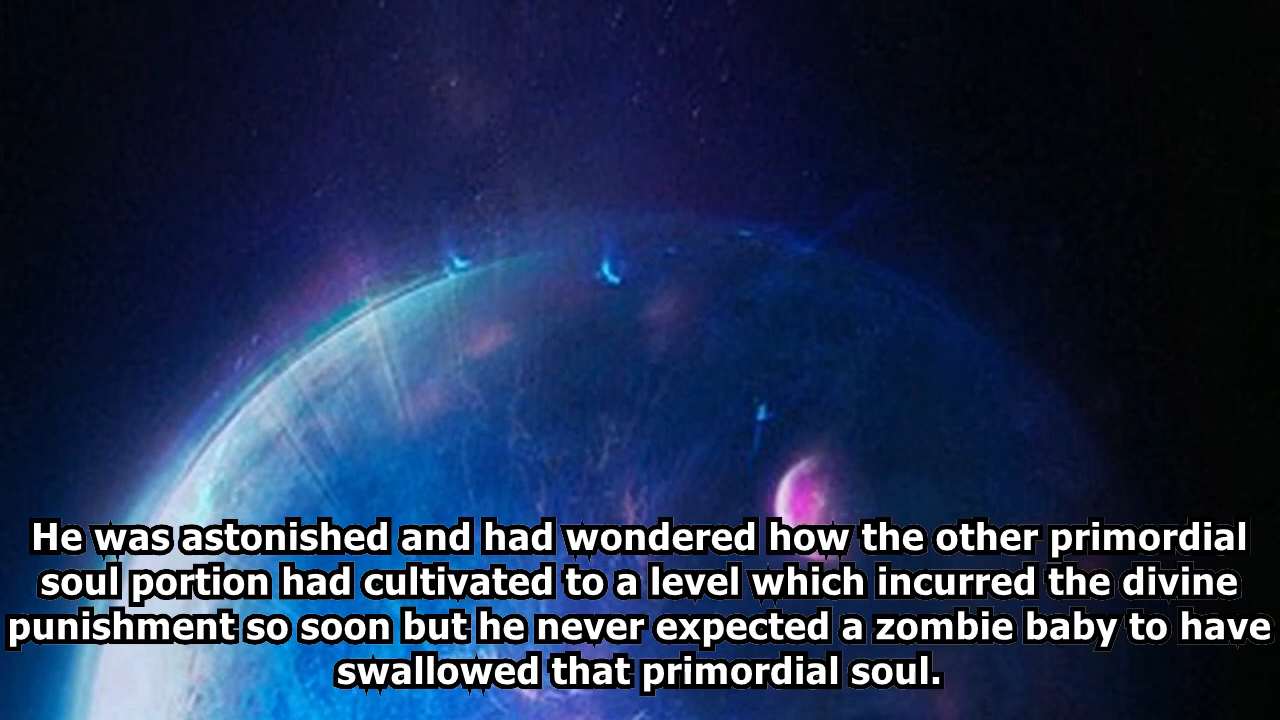 He was astonished and had wondered how the other primordial
soul portion had cultivated to a level which incurred the divine
punishment so soon but he never expected a zombie baby to have
swallowed that primordial soul.